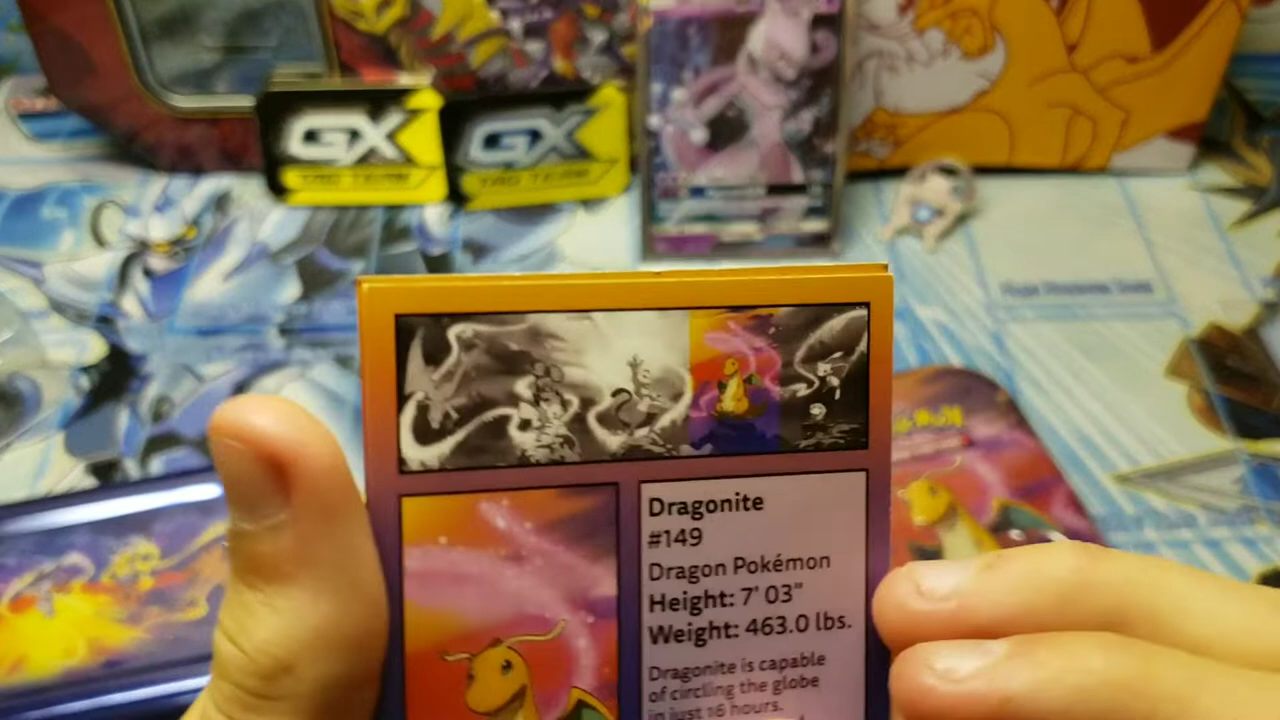 GX
TAG TEAM
GX
TAG TEAM
Dragonite
#149
Dragon Pokémon
Height: 7' 03"
Weight: 463.0 lbs.
Dragonite is capable
of circling the globe
in just 16 hours.